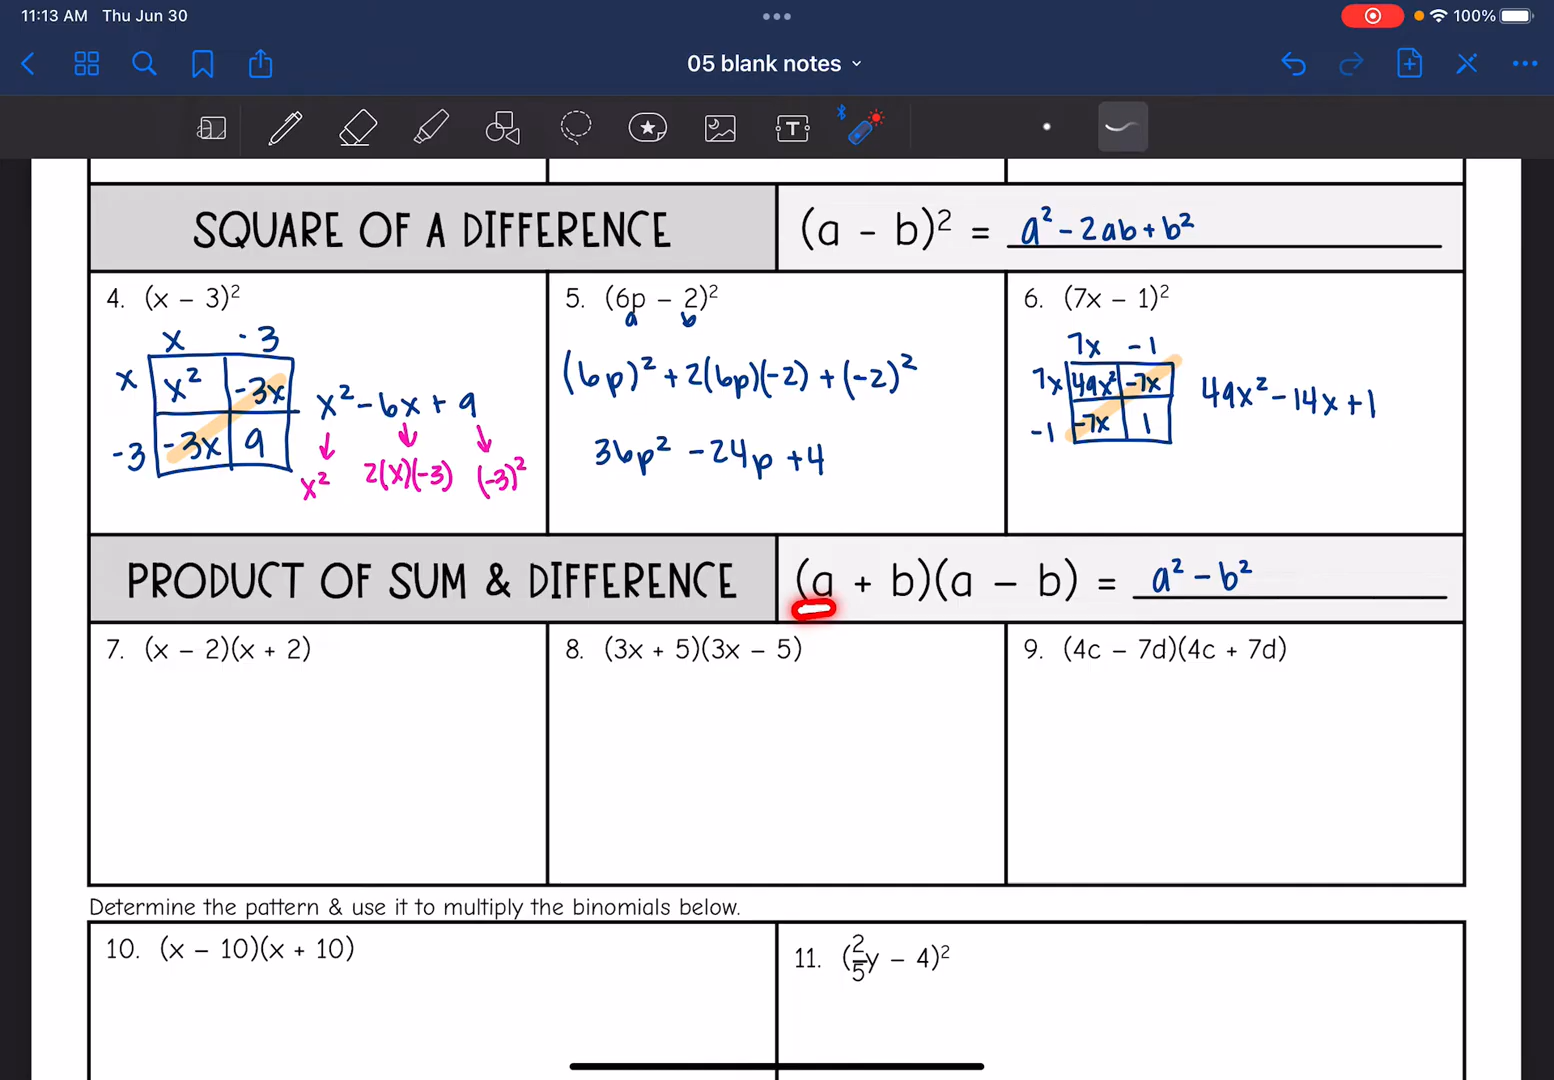 11:13 AM Thu Jun 30
100%
05 blank notes
T
SQUARE OF A DIFFERENCE
(a - b)² = a² - 2ab + b²
4. (x - 3)²
x -3
x x² -3x
-3 -3x 9
x² - 6x + 9
x² 2(x)(-3) (-3)²
5. (6p - 2)²
a b
(6p)² + 2(6p)(-2) + (-2)²
36p² - 24p + 4
6. (7x - 1)²
7x -1
7x 49x² -7x
-1 -7x 1
49x² - 14x + 1
PRODUCT OF SUM & DIFFERENCE
(a + b)(a - b) = a² - b²
7. (x - 2)(x + 2)
8. (3x + 5)(3x - 5)
9. (4c - 7d)(4c + 7d)
Determine the pattern & use it to multiply the binomials below.
10. (x - 10)(x + 10)
11. (2/5y - 4)²